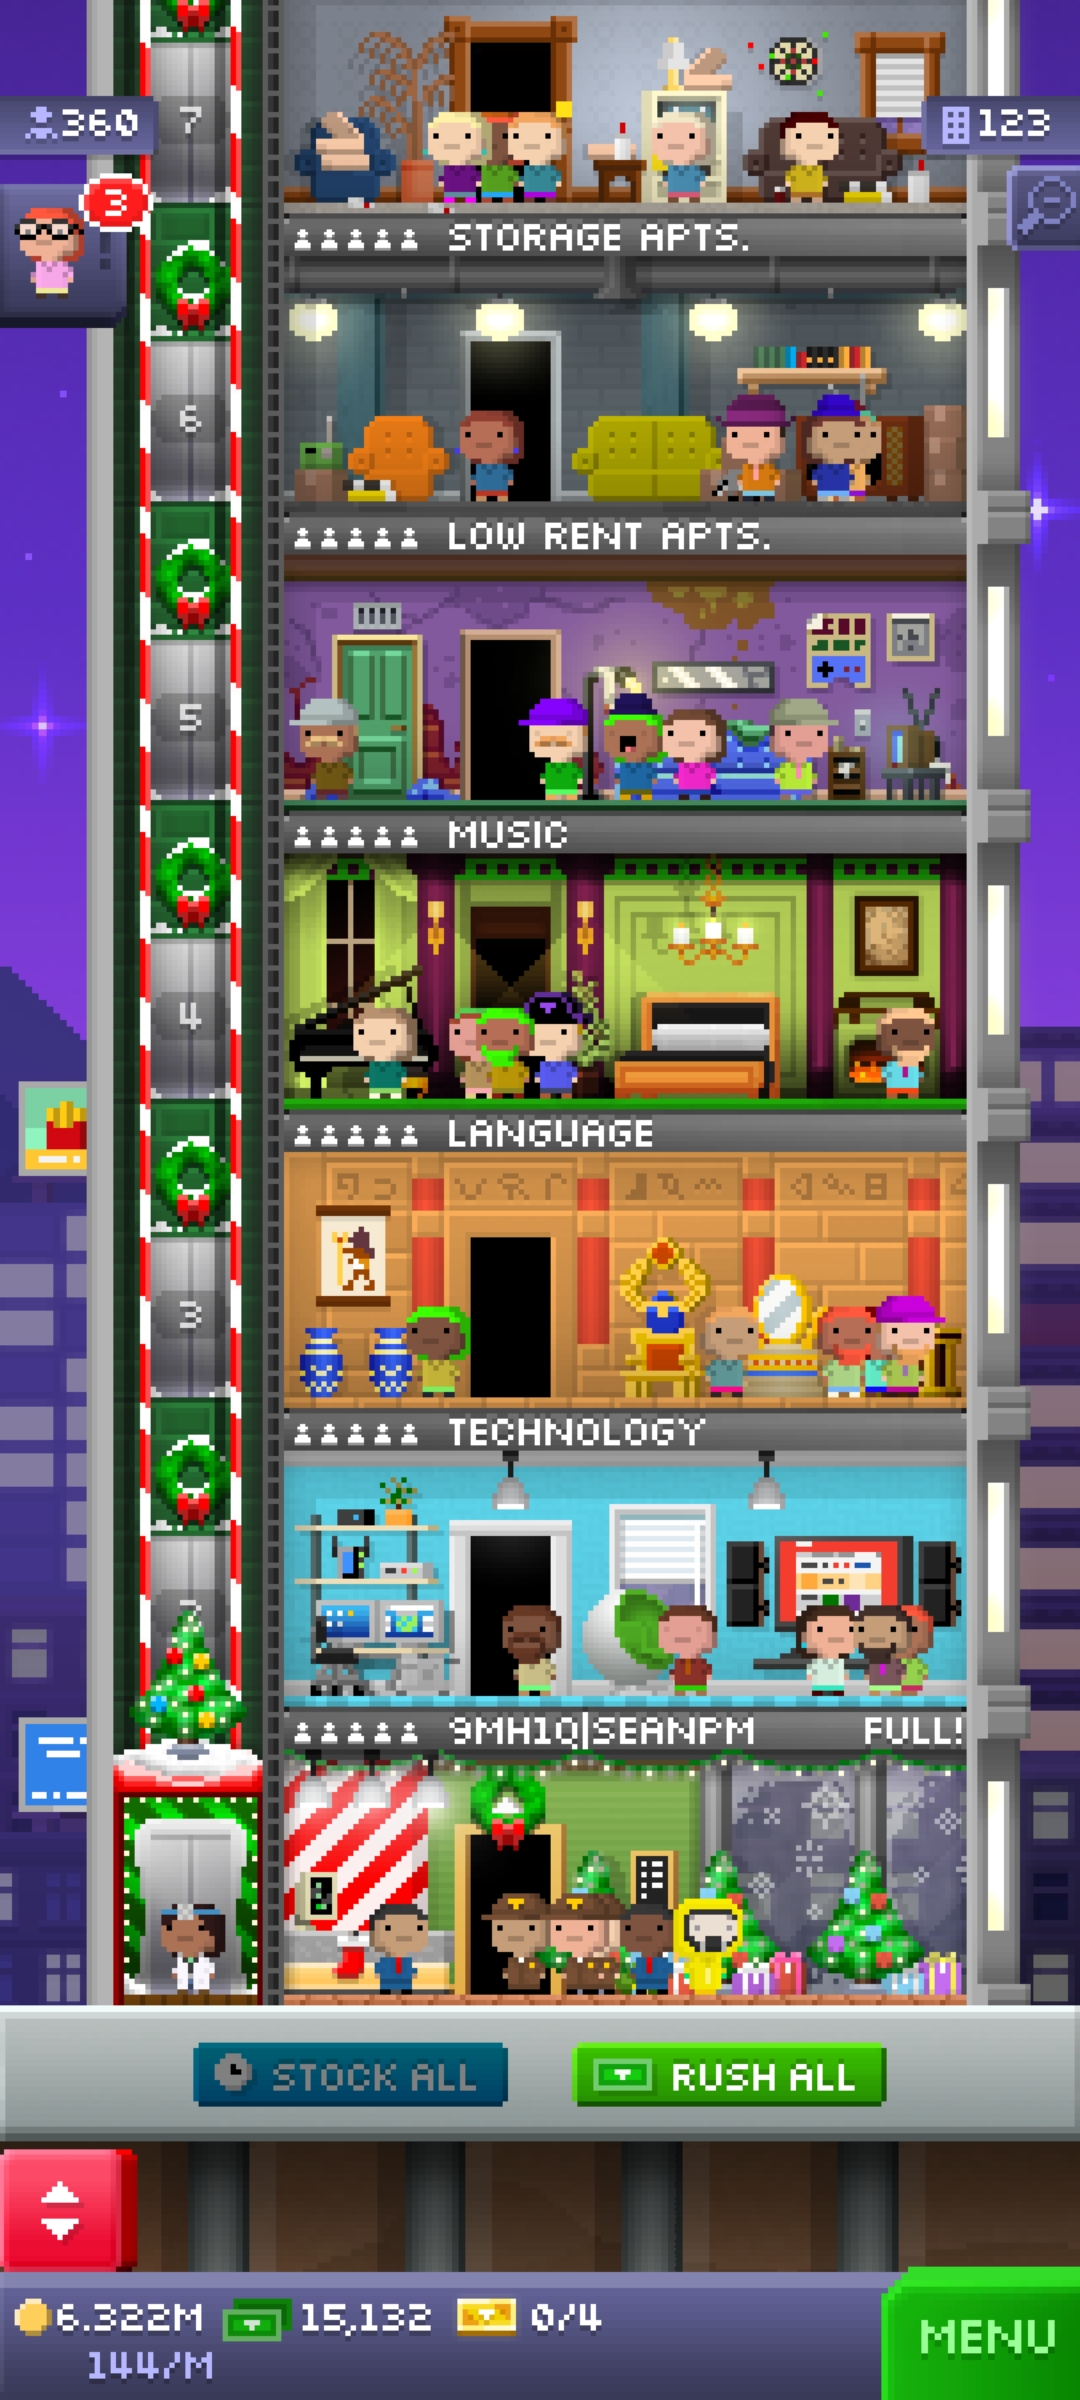 7
360
123
3
STORAGE APTS.
6
LOW RENT APTS.
5
MUSIC
4
LANGUAGE
3
TECHNOLOGY
9MH1Q|SEANPM FULL!
STOCK ALL
RUSH ALL
6.322M 15,132 0/4
144/M
MENU